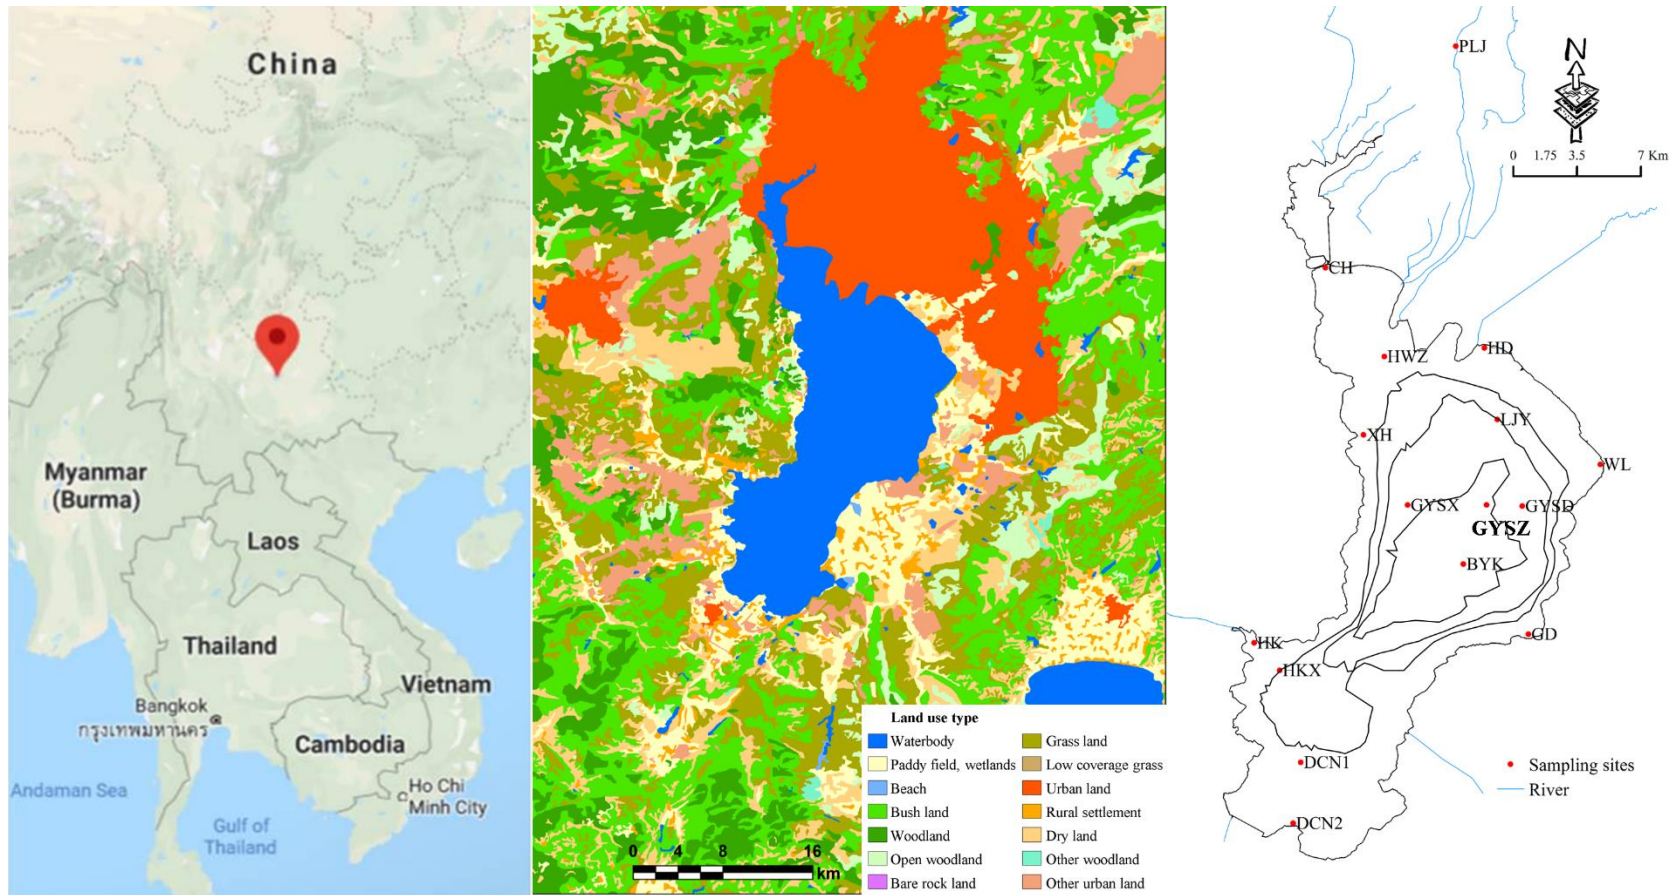 China
Myanmar
(Burma)
Laos
Thailand
Vietnam
Bangkok
กรุงเทพมหานคร
Cambodia
Ho Chi
Minh City
Andaman Sea
Gulf of
Thailand
Land use type
Waterbody
Grass land
Paddy field, wetlands
Low coverage grass
Beach
Urban land
Bush land
Rural settlement
Woodland
Dry land
Open woodland
Other woodland
Bare rock land
Other urban land
0 4 8 16
km
PLJ
N
0 1.75 3.5 7 Km
CH
HWZ
HD
LJY
XH
WL
GYSX
GYSD
GYSZ
BYK
GD
HK
HKX
DCN1
DCN2
Sampling sites
River